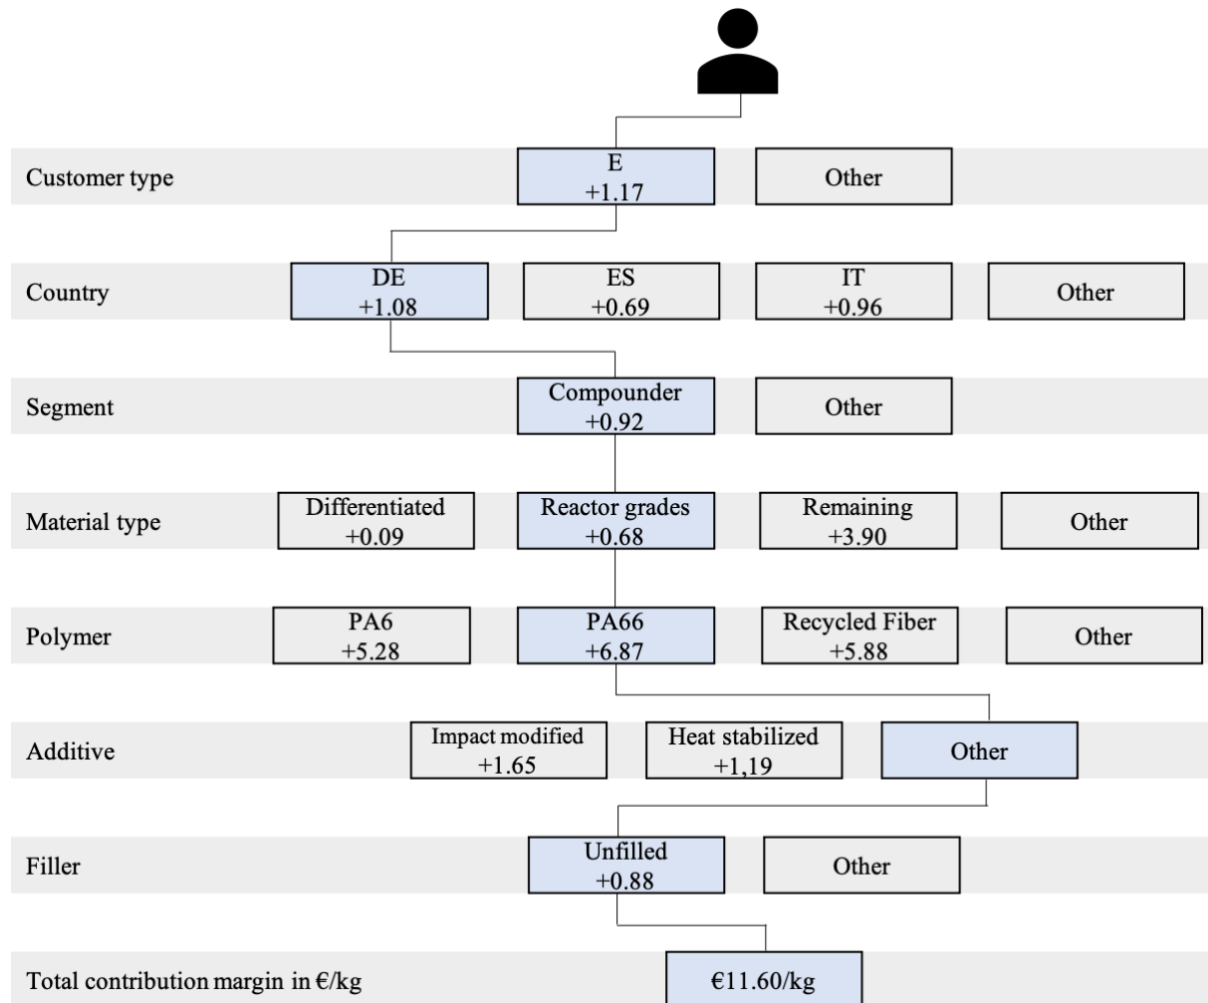 Customer type
E
+1.17
Other
Country
DE
+1.08
ES
+0.69
IT
+0.96
Other
Segment
Compounder
+0.92
Other
Material type
Differentiated
+0.09
Reactor grades
+0.68
Remaining
+3.90
Other
Polymer
PA6
+5.28
PA66
+6.87
Recycled Fiber
+5.88
Other
Additive
Impact modified
+1.65
Heat stabilized
+1,19
Other
Filler
Unfilled
+0.88
Other
Total contribution margin in €/kg
€11.60/kg